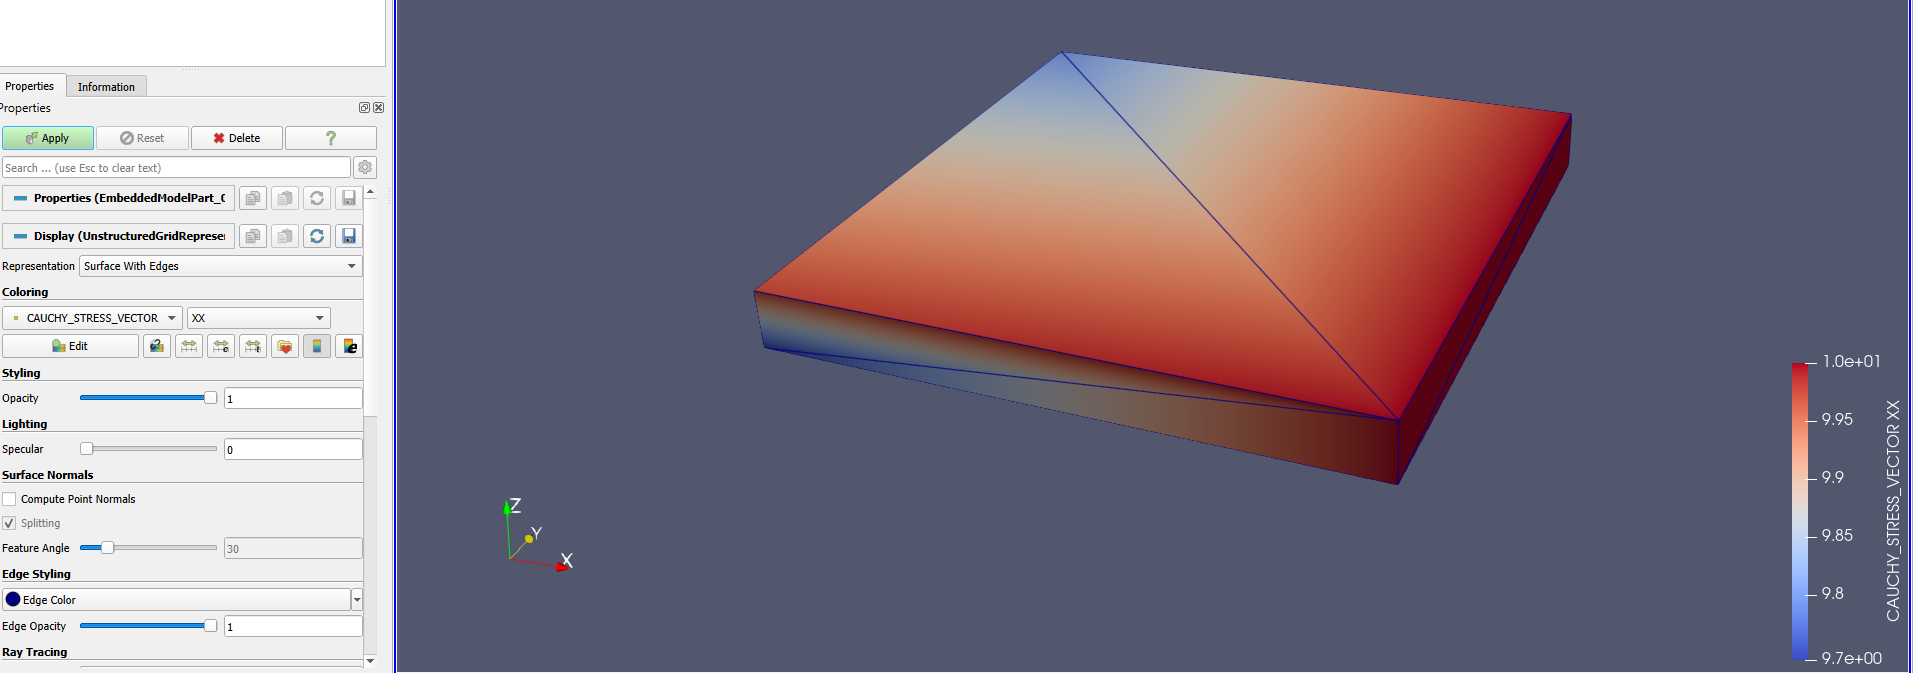 Properties
Information
Properties
Apply
Reset
Delete
?
Search ... (use Esc to clear text)
Properties (EmbeddedModelPart_0
Display (UnstructuredGridRepreser
Representation
Surface With Edges
Coloring
CAUCHY_STRESS_VECTOR
XX
Edit
Styling
Opacity
1
Lighting
Specular
0
Surface Normals
Compute Point Normals
Splitting
Feature Angle
30
Edge Styling
Edge Color
Edge Opacity
1
Ray Tracing
Z
Y
X
1.0e+01
9.95
9.9
9.85
9.8
9.7e+00
CAUCHY_STRESS_VECTOR XX